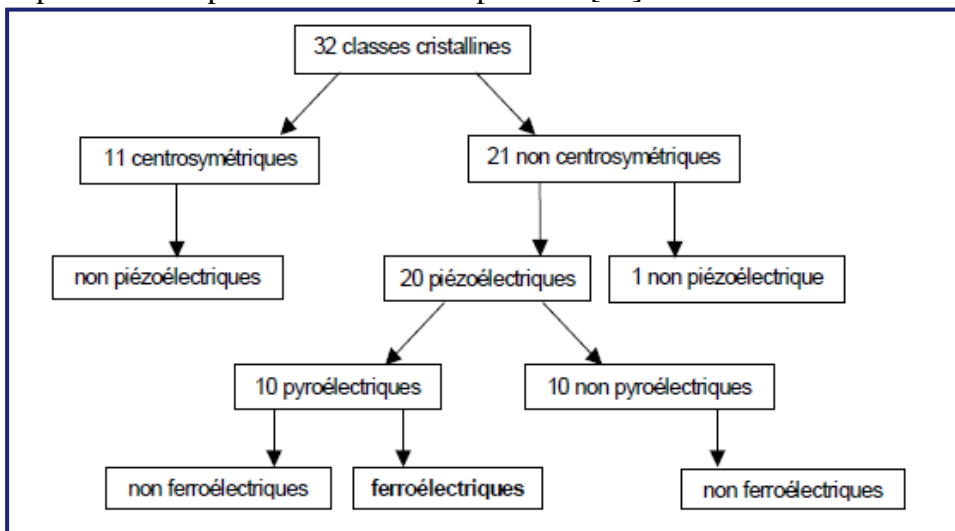 32 classes cristallines
11 centrosymétriques
21 non centrosymétriques
non piézoélectriques
20 piézoélectriques
1 non piézoélectrique
10 pyroélectriques
10 non pyroélectriques
non ferroélectriques
ferroélectriques
non ferroélectriques